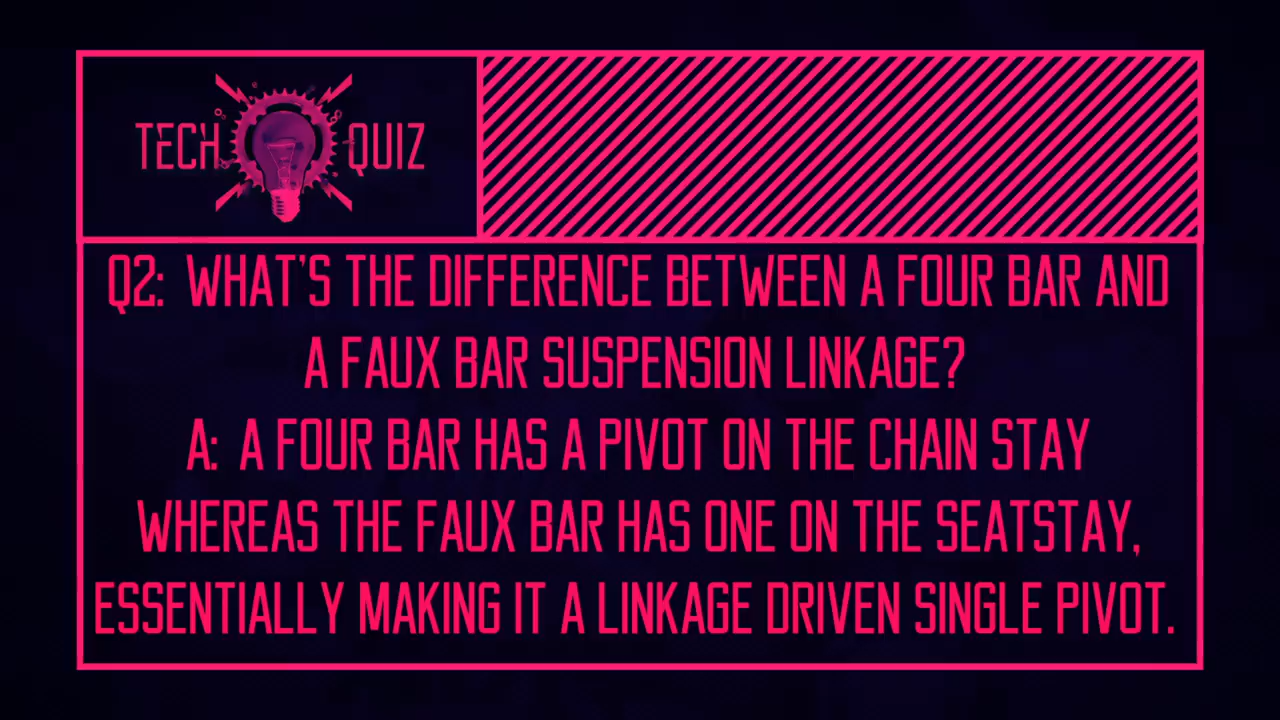 TECH QUIZ
Q2: WHAT'S THE DIFFERENCE BETWEEN A FOUR BAR AND
A FAUX BAR SUSPENSION LINKAGE?
A: A FOUR BAR HAS A PIVOT ON THE CHAIN STAY
WHEREAS THE FAUX BAR HAS ONE ON THE SEATSTAY,
ESSENTIALLY MAKING IT A LINKAGE DRIVEN SINGLE PIVOT.